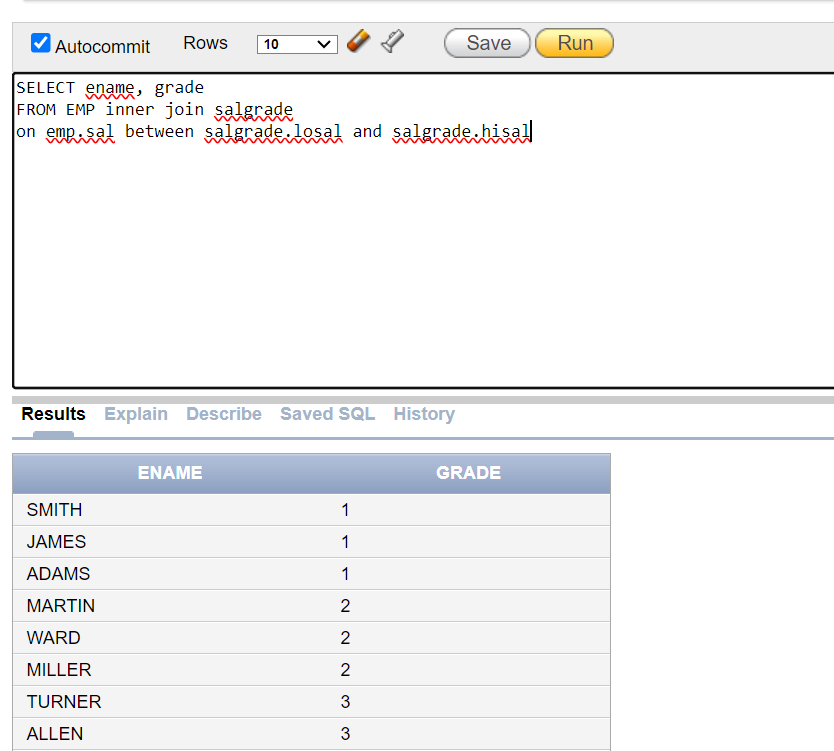 Autocommit Rows 10 Save Run
SELECT ename, grade
FROM EMP inner join salgrade
on emp.sal between salgrade.losal and salgrade.hisal
Results Explain Describe Saved SQL History
ENAME GRADE
SMITH 1
JAMES 1
ADAMS 1
MARTIN 2
WARD 2
MILLER 2
TURNER 3
ALLEN 3